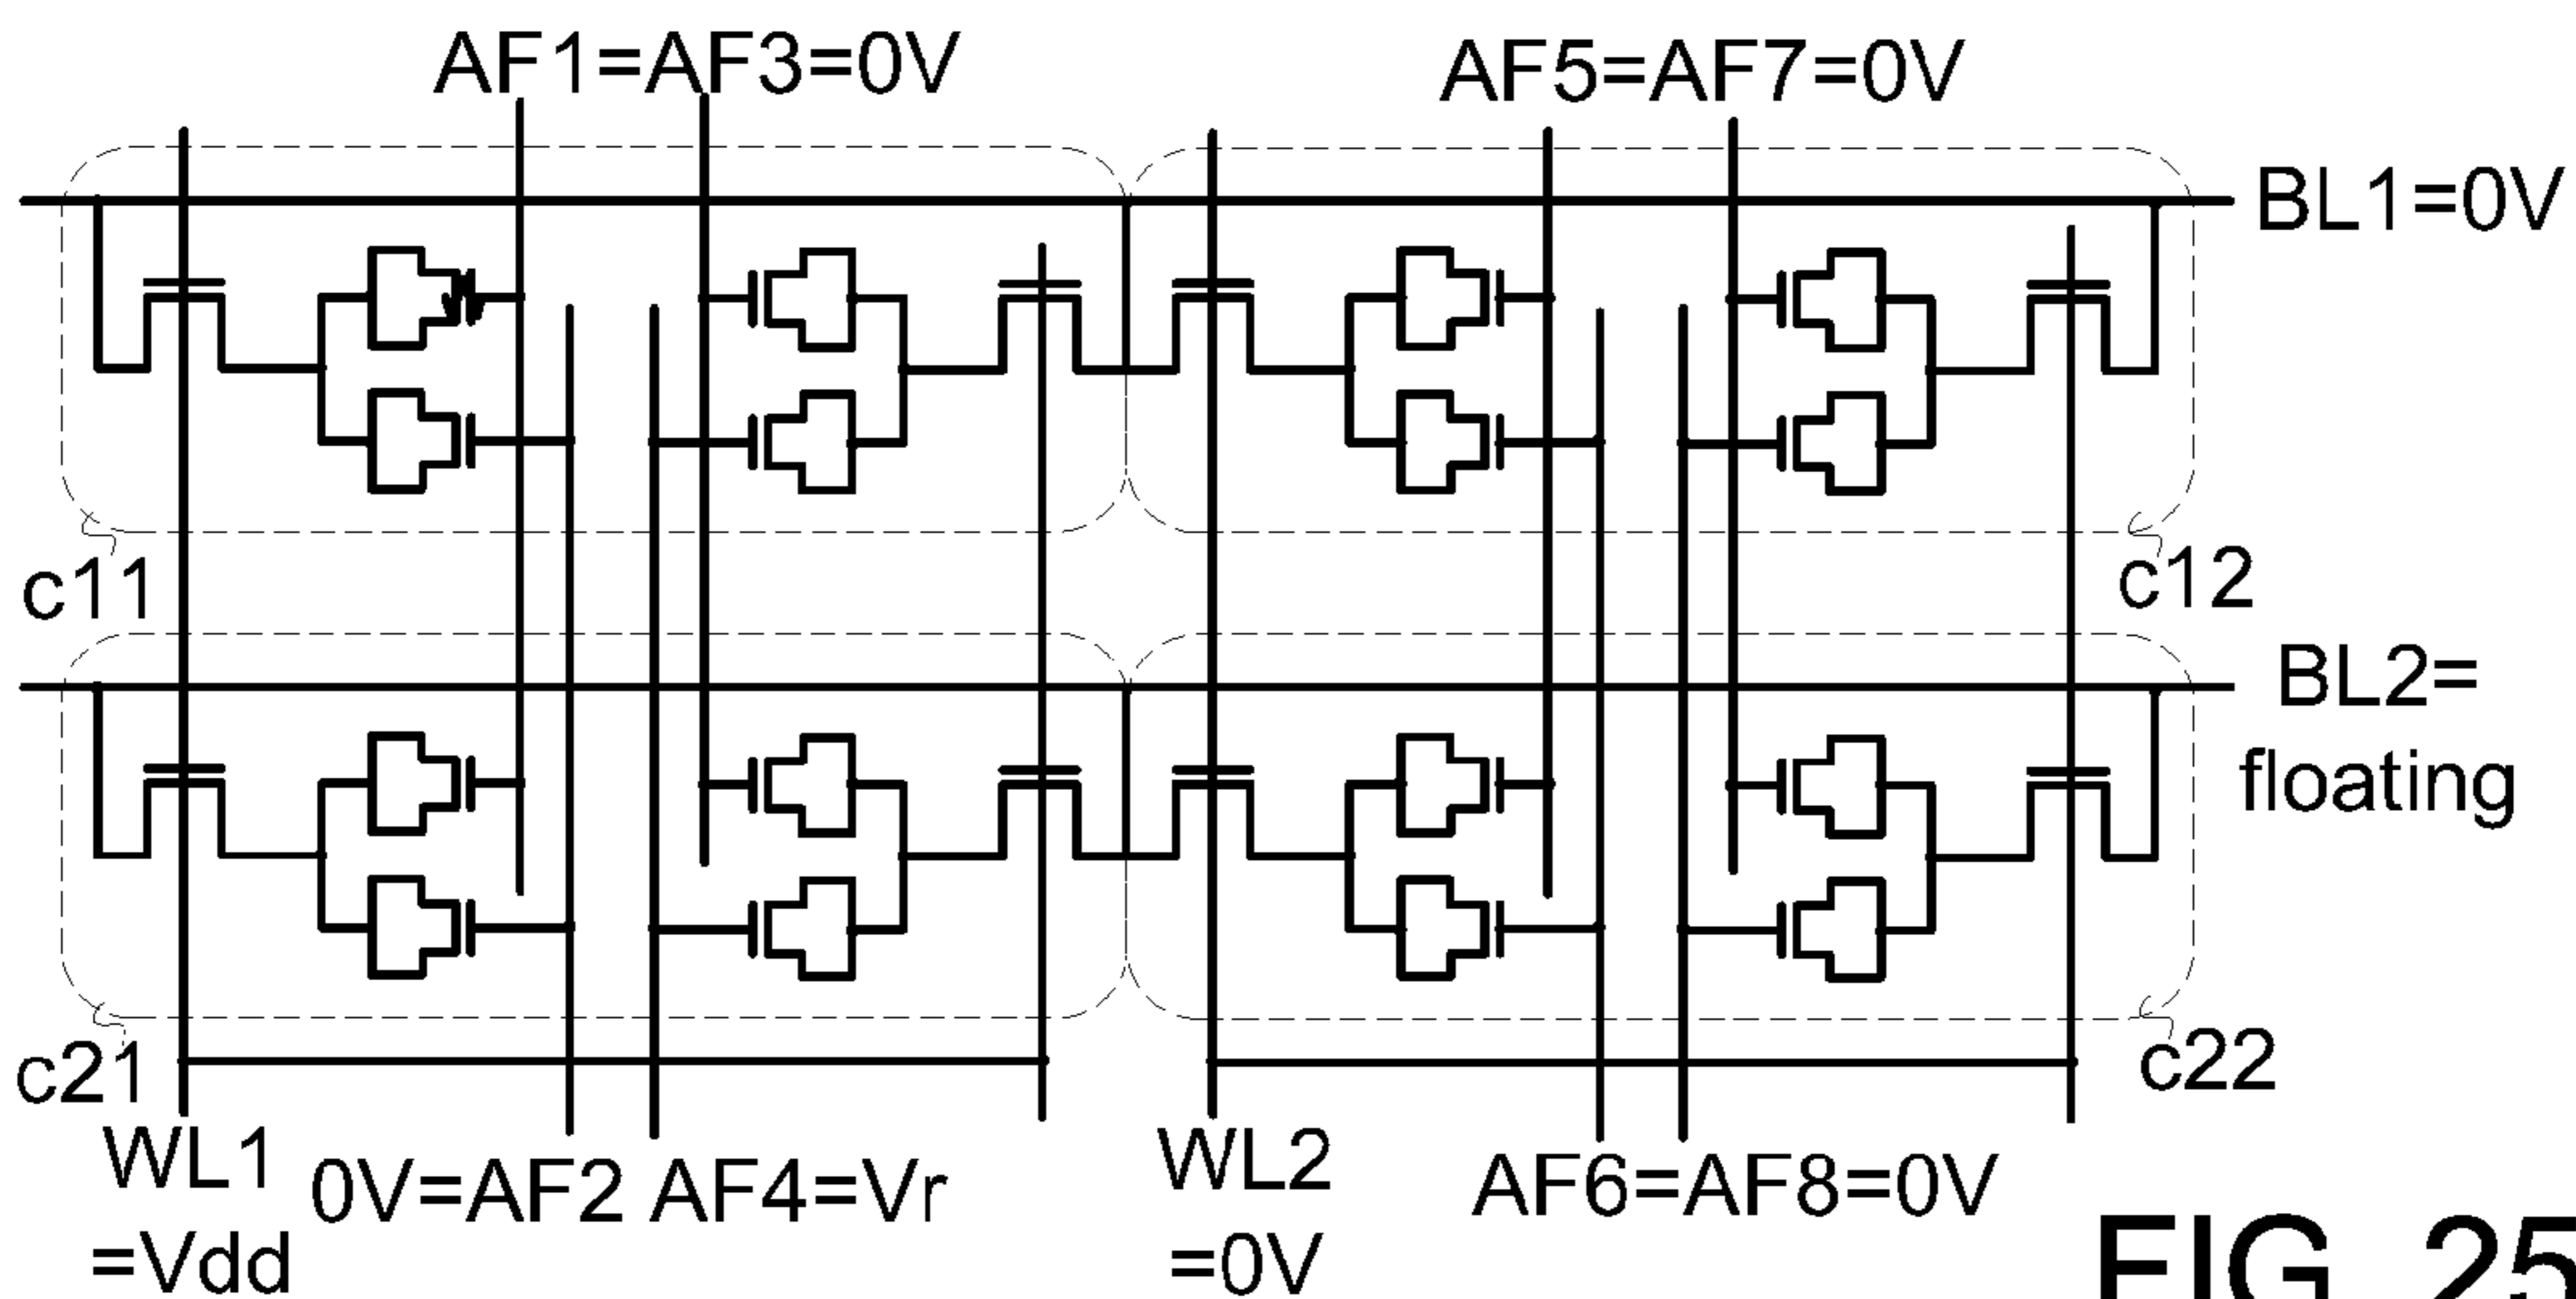 AF1=AF3=0V
AF5=AF7=0V
BL1=0V
c11
c12
BL2=
floating
c21
c22
WL1
=Vdd
0V=AF2
AF4=Vr
WL2
=0V
AF6=AF8=0V
FIG. 25